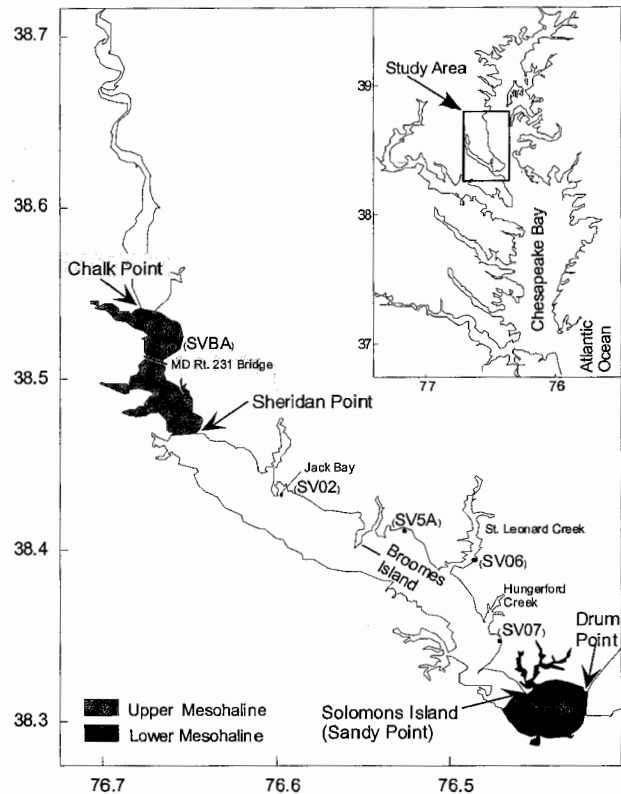 38.7
38.6
38.5
38.4
38.3
76.7
76.6
76.5
Study Area
39
38
37
77
76
Chesapeake Bay
Atlantic
Ocean
Chalk Point
(SVBA)
MD Rt. 231 Bridge
Sheridan Point
Jack Bay
(SV02)
(SV5A)
St. Leonard Creek
Broomes
Island
(SV06)
Hungerford
Creek
SV07)
Drum
Point
Solomons Island
(Sandy Point)
Upper Mesohaline
Lower Mesohaline